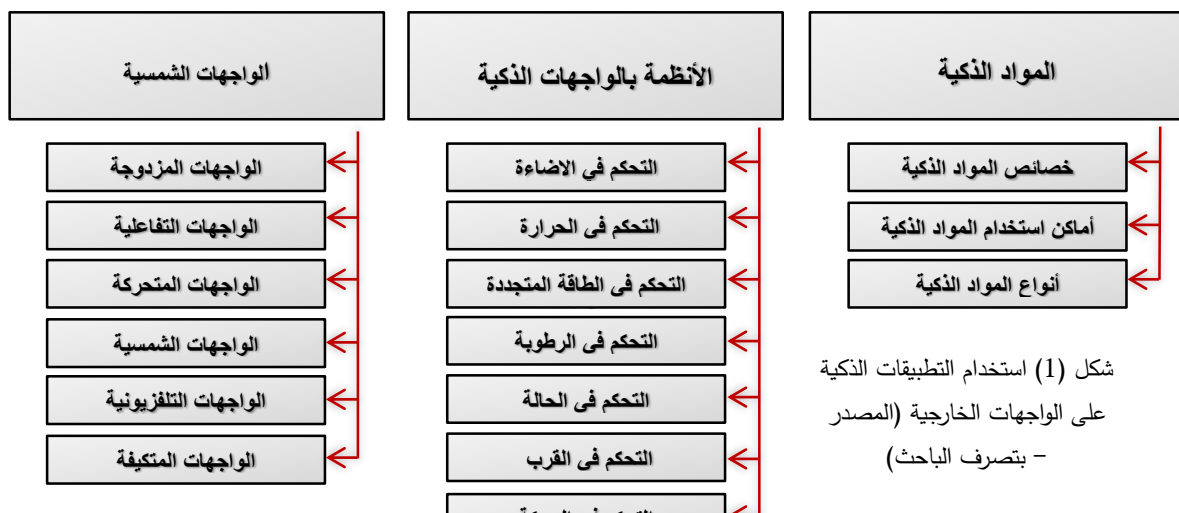 المواد الذكية
خصائص المواد الذكية
أماكن استخدام المواد الذكية
أنواع المواد الذكية
الأنظمة بالواجهات الذكية
التحكم في الاضاءة
التحكم فى الحرارة
التحكم فى الطاقة المتجددة
التحكم فى الرطوبة
التحكم فى الحالة
التحكم فى القرب
الواجهات الشمسية
الواجهات المزدوجة
الواجهات التفاعلية
الواجهات المتحركة
الواجهات الشمسية
الواجهات التلفزيونية
الواجهات المتكيفة
شكل (1) استخدام التطبيقات الذكية
على الواجهات الخارجية (المصدر
- بتصرف الباحث)